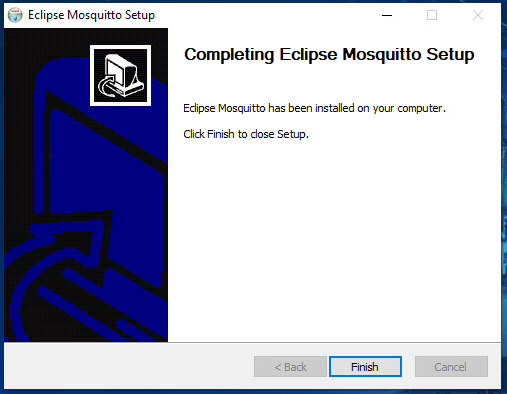 Eclipse Mosquitto Setup
Completing Eclipse Mosquitto Setup
Eclipse Mosquitto has been installed on your computer.
Click Finish to close Setup.
< Back
Finish
Cancel